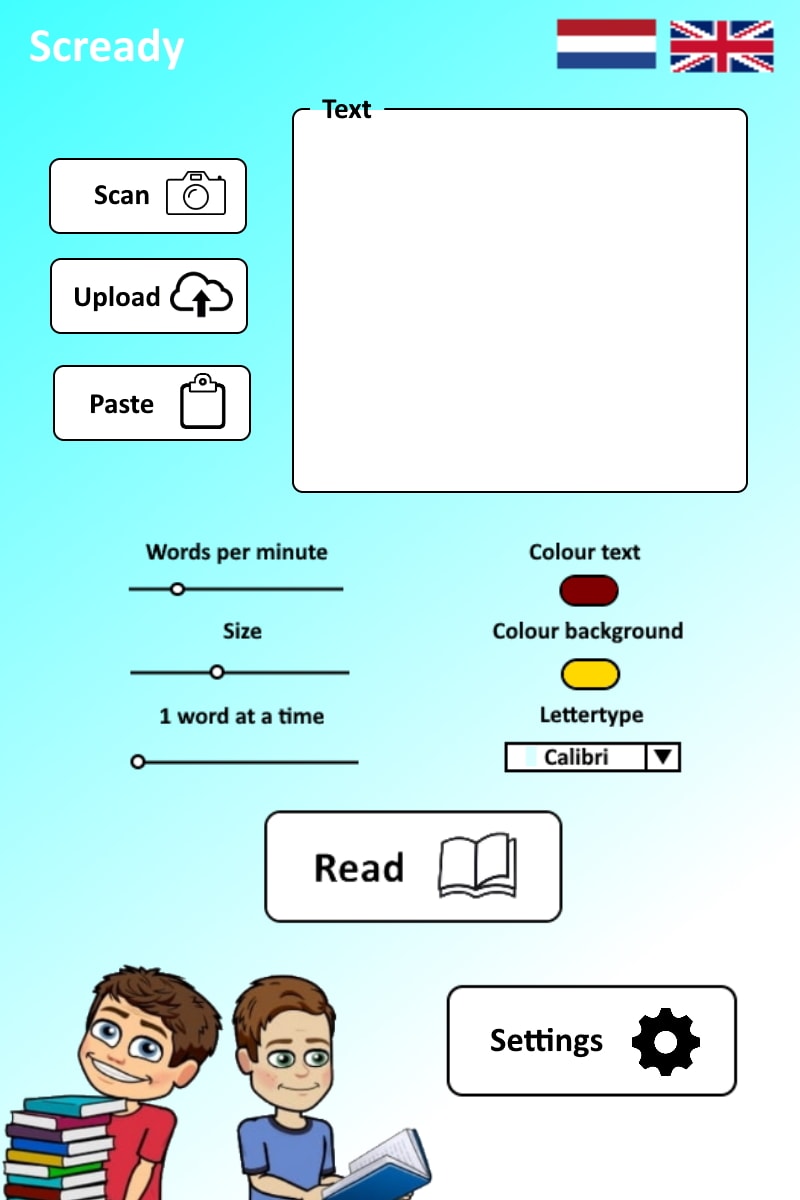 Scready
Text
Scan
Upload
Paste
Words per minute
Colour text
Size
Colour background
1 word at a time
Lettertype
Calibri
Read
Settings